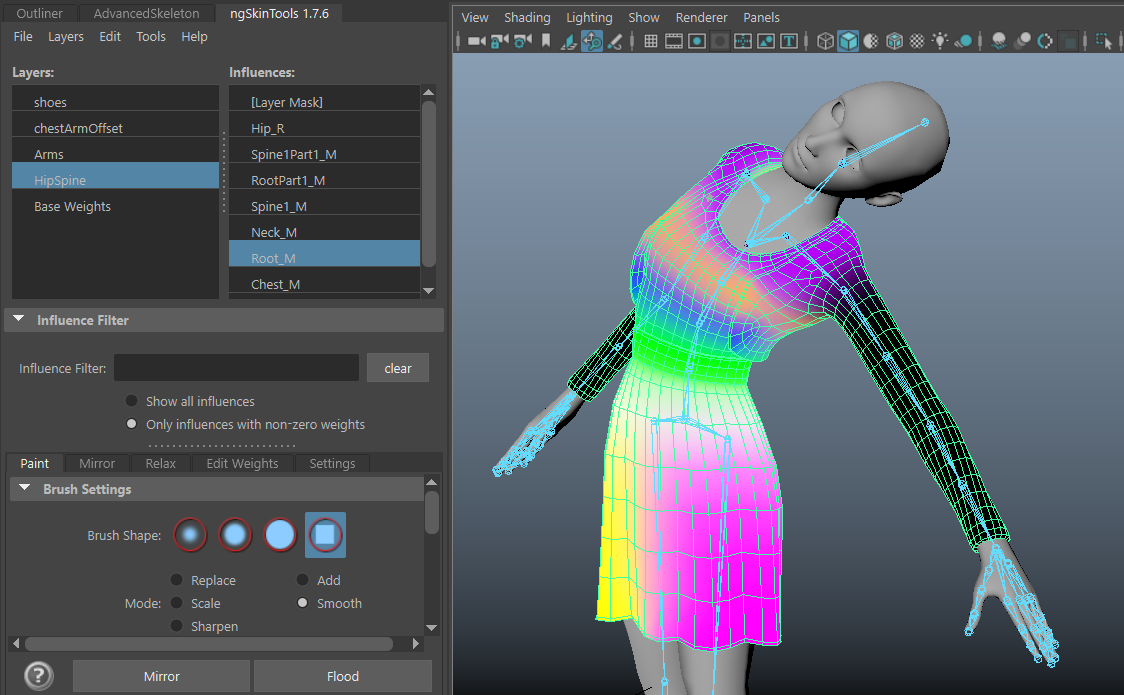 Outliner AdvancedSkeleton ngSkinTools 1.7.6
File Layers Edit Tools Help
View Shading Lighting Show Renderer Panels
Layers:
shoes
chestArmOffset
Arms
HipSpine
Base Weights
Influences:
[Layer Mask]
Hip_R
Spine1Part1_M
RootPart1_M
Spine1_M
Neck_M
Root_M
Chest_M
Influence Filter
Influence Filter: clear
Show all influences
Only influences with non-zero weights
Paint Mirror Relax Edit Weights Settings
Brush Settings
Brush Shape:
Replace Add
Mode: Scale Smooth
Sharpen
? Mirror Flood